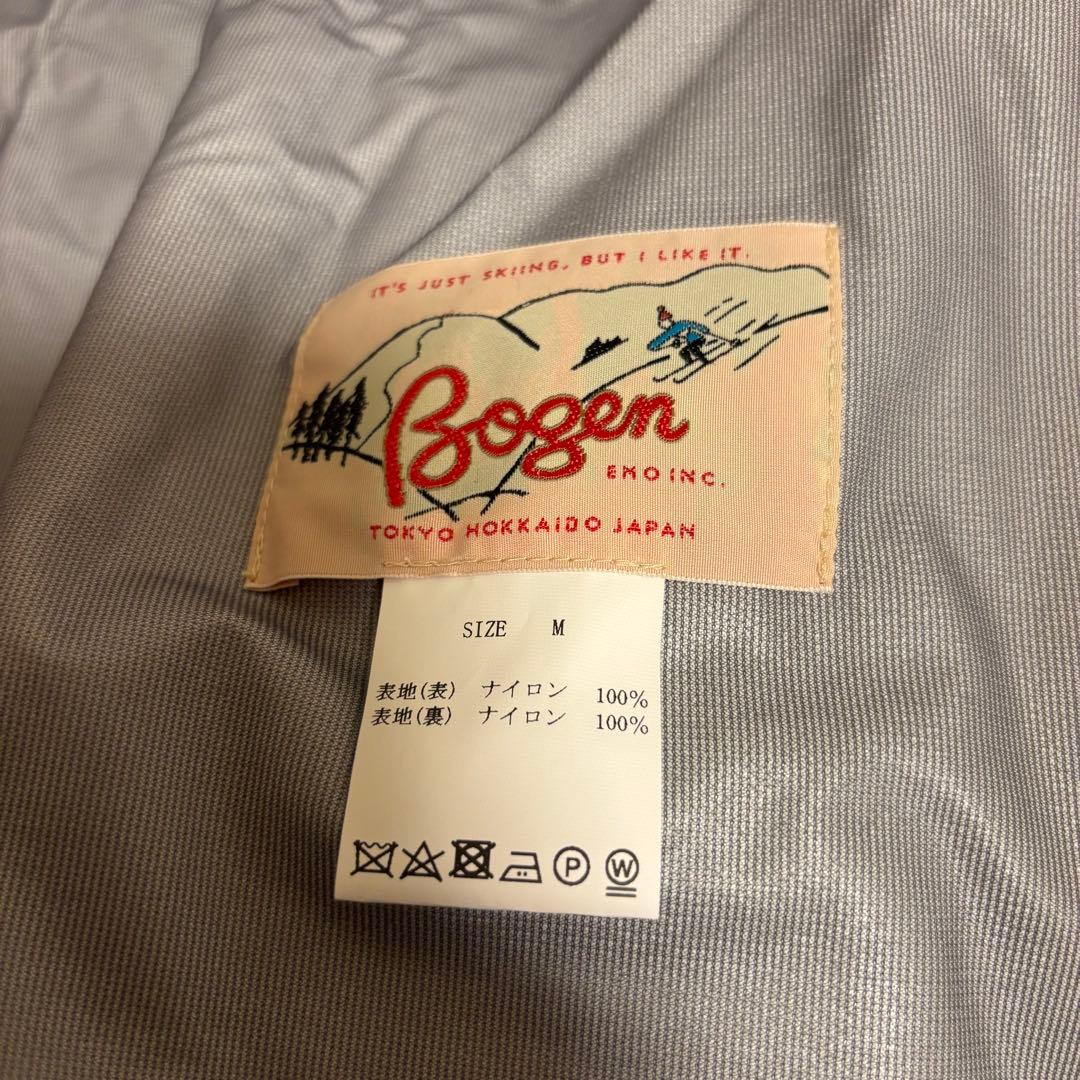 IT'S JUST SKIING, BUT I LIKE IT.
Bogen
EMO INC.
TOKYO HOKKAIDO JAPAN
SIZE M
表地(表) ナイロン 100%
表地(裏) ナイロン 100%
P W